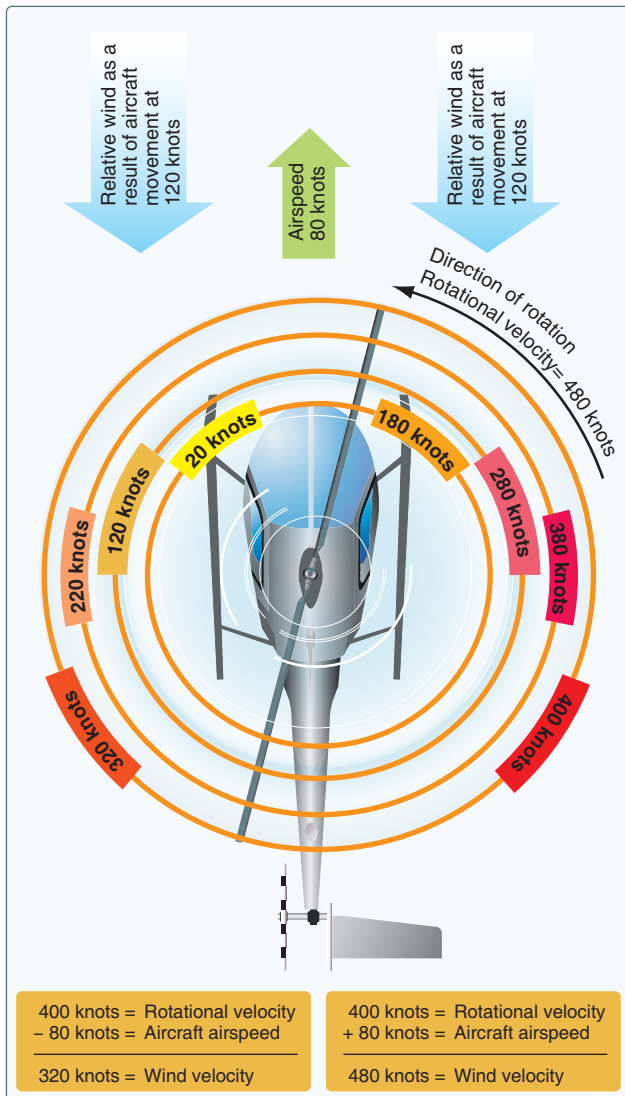 Relative wind as a
result of aircraft
movement at
120 knots
Airspeed
80 knots
Relative wind as a
result of aircraft
movement at
120 knots
Direction of rotation
Rotational velocity= 480 knots
20 knots
180 knots
120 knots
280 knots
220 knots
380 knots
320 knots
400 knots
400 knots = Rotational velocity
– 80 knots = Aircraft airspeed
320 knots = Wind velocity
400 knots = Rotational velocity
+ 80 knots = Aircraft airspeed
480 knots = Wind velocity